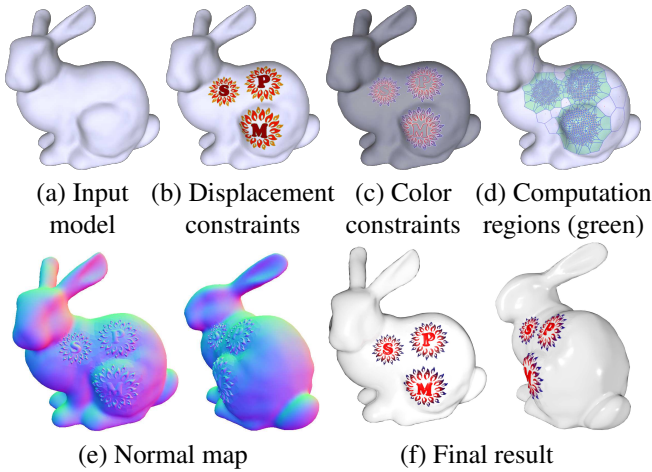 S P
M
(a) Input
model
(b) Displacement
constraints
(c) Color
constraints
(d) Computation
regions (green)
S P
M
S P
(e) Normal map
(f) Final result